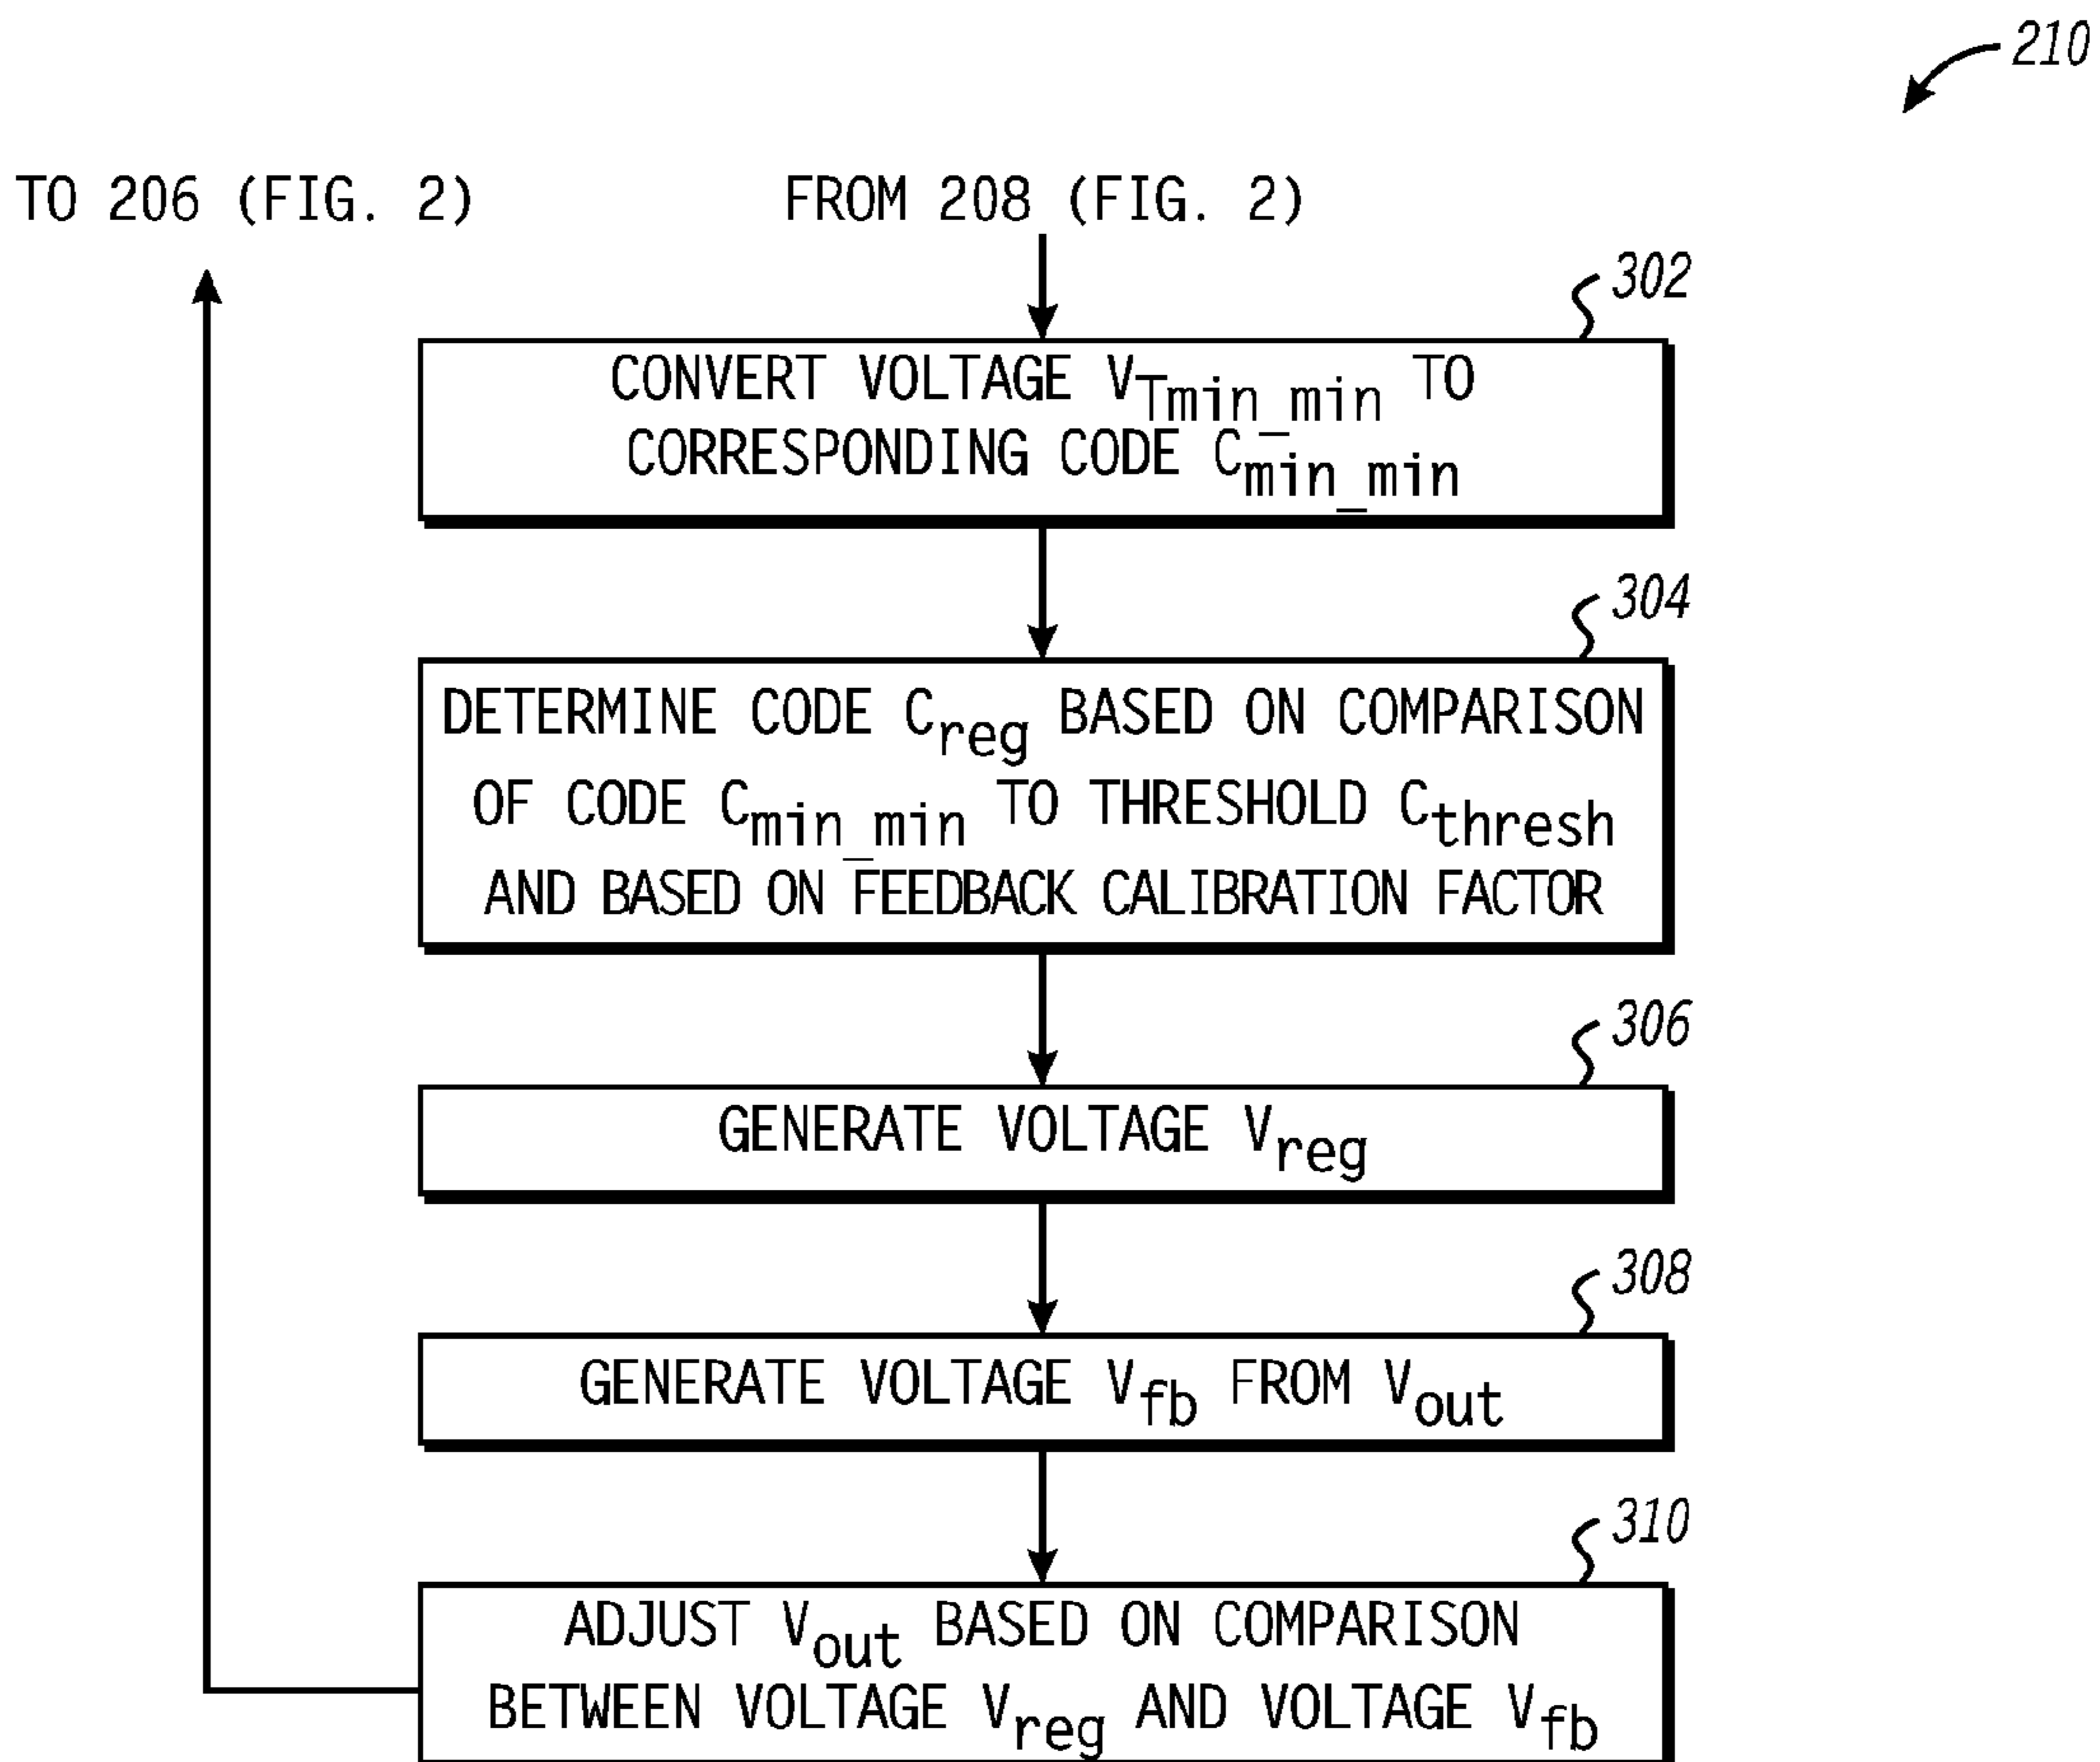 210
TO 206 (FIG. 2)
FROM 208 (FIG. 2)
302
CONVERT VOLTAGE VTmin_min TO
CORRESPONDING CODE Cmin_min
304
DETERMINE CODE Creg BASED ON COMPARISON
OF CODE Cmin_min TO THRESHOLD Cthresh
AND BASED ON FEEDBACK CALIBRATION FACTOR
306
GENERATE VOLTAGE Vreg
308
GENERATE VOLTAGE Vfb FROM Vout
310
ADJUST Vout BASED ON COMPARISON
BETWEEN VOLTAGE Vreg AND VOLTAGE Vfb